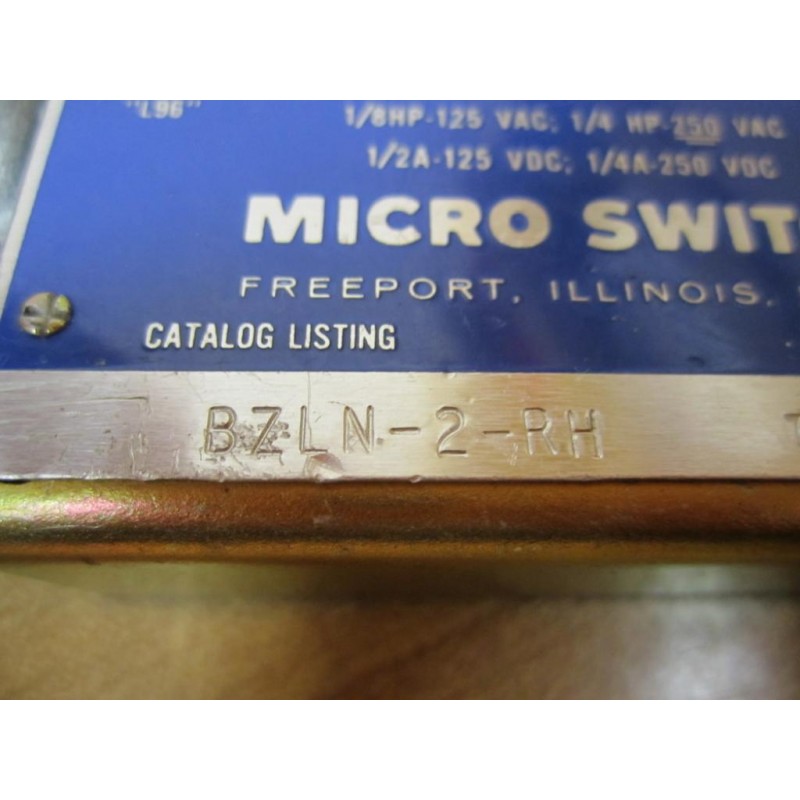 "L96"
1/8HP-125 VAC; 1/4 HP-250 VAC
1/2A-125 VDC; 1/4A-250 VDC
MICRO SWIT
FREEPORT, ILLINOIS,
CATALOG LISTING
BZLN-2-RH T